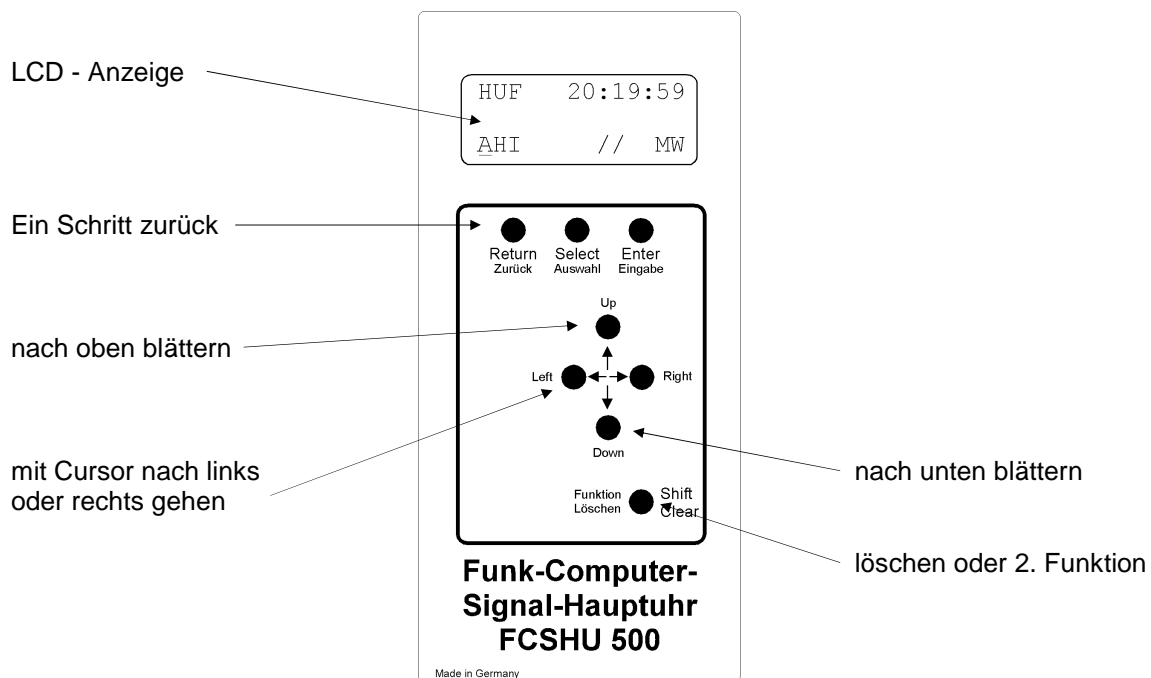 LCD - Anzeige
HUF 20:19:59
AHI // MW
Ein Schritt zurück
Return Select Enter
Zurück Auswahl Eingabe
Up
nach oben blättern
Left Right
Down
mit Cursor nach links
oder rechts gehen
nach unten blättern
Funktion Shift
Löschen Clear
löschen oder 2. Funktion
Funk-Computer-
Signal-Hauptuhr
FCSHU 500
Made in Germany